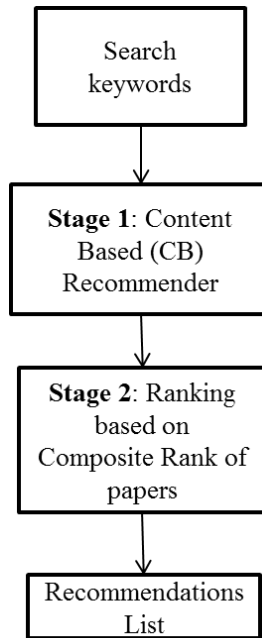 Search
keywords
Stage 1: Content
Based (CB)
Recommender
Stage 2: Ranking
based on
Composite Rank of
papers
Recommendations
List